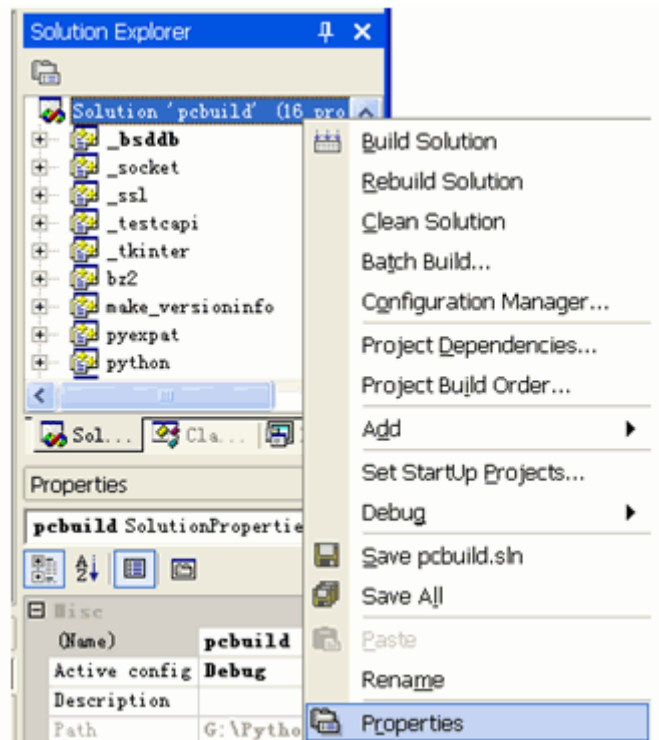 Solution Explorer
Solution 'pcbuild' (16 pro
_bsddb
_socket
_ssl
_testcapi
_tkinter
bz2
make_versioninfo
pyexpat
python
Sol... Cla...
Properties
pcbuild SolutionPropertie
Misc
(Name) pcbuild
Active config Debug
Description
Path G:\Pytho
Build Solution
Rebuild Solution
Clean Solution
Batch Build...
Configuration Manager...
Project Dependencies...
Project Build Order...
Add
Set StartUp Projects...
Debug
Save pcbuild.sln
Save All
Paste
Rename
Properties